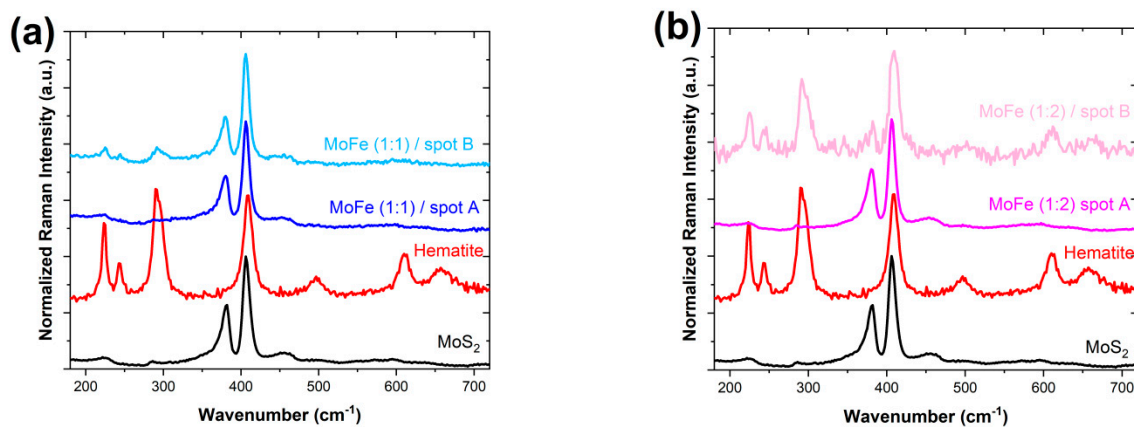 (a)
Normalized Raman Intensity (a.u.)
MoFe (1:1) / spot B
MoFe (1:1) / spot A
Hematite
MoS₂
200 300 400 500 600 700
Wavenumber (cm⁻¹)
(b)
Normalized Raman Intensity (a.u.)
MoFe (1:2) / spot B
MoFe (1:2) spot A
Hematite
MoS₂
200 300 400 500 600 700
Wavenumber (cm⁻¹)